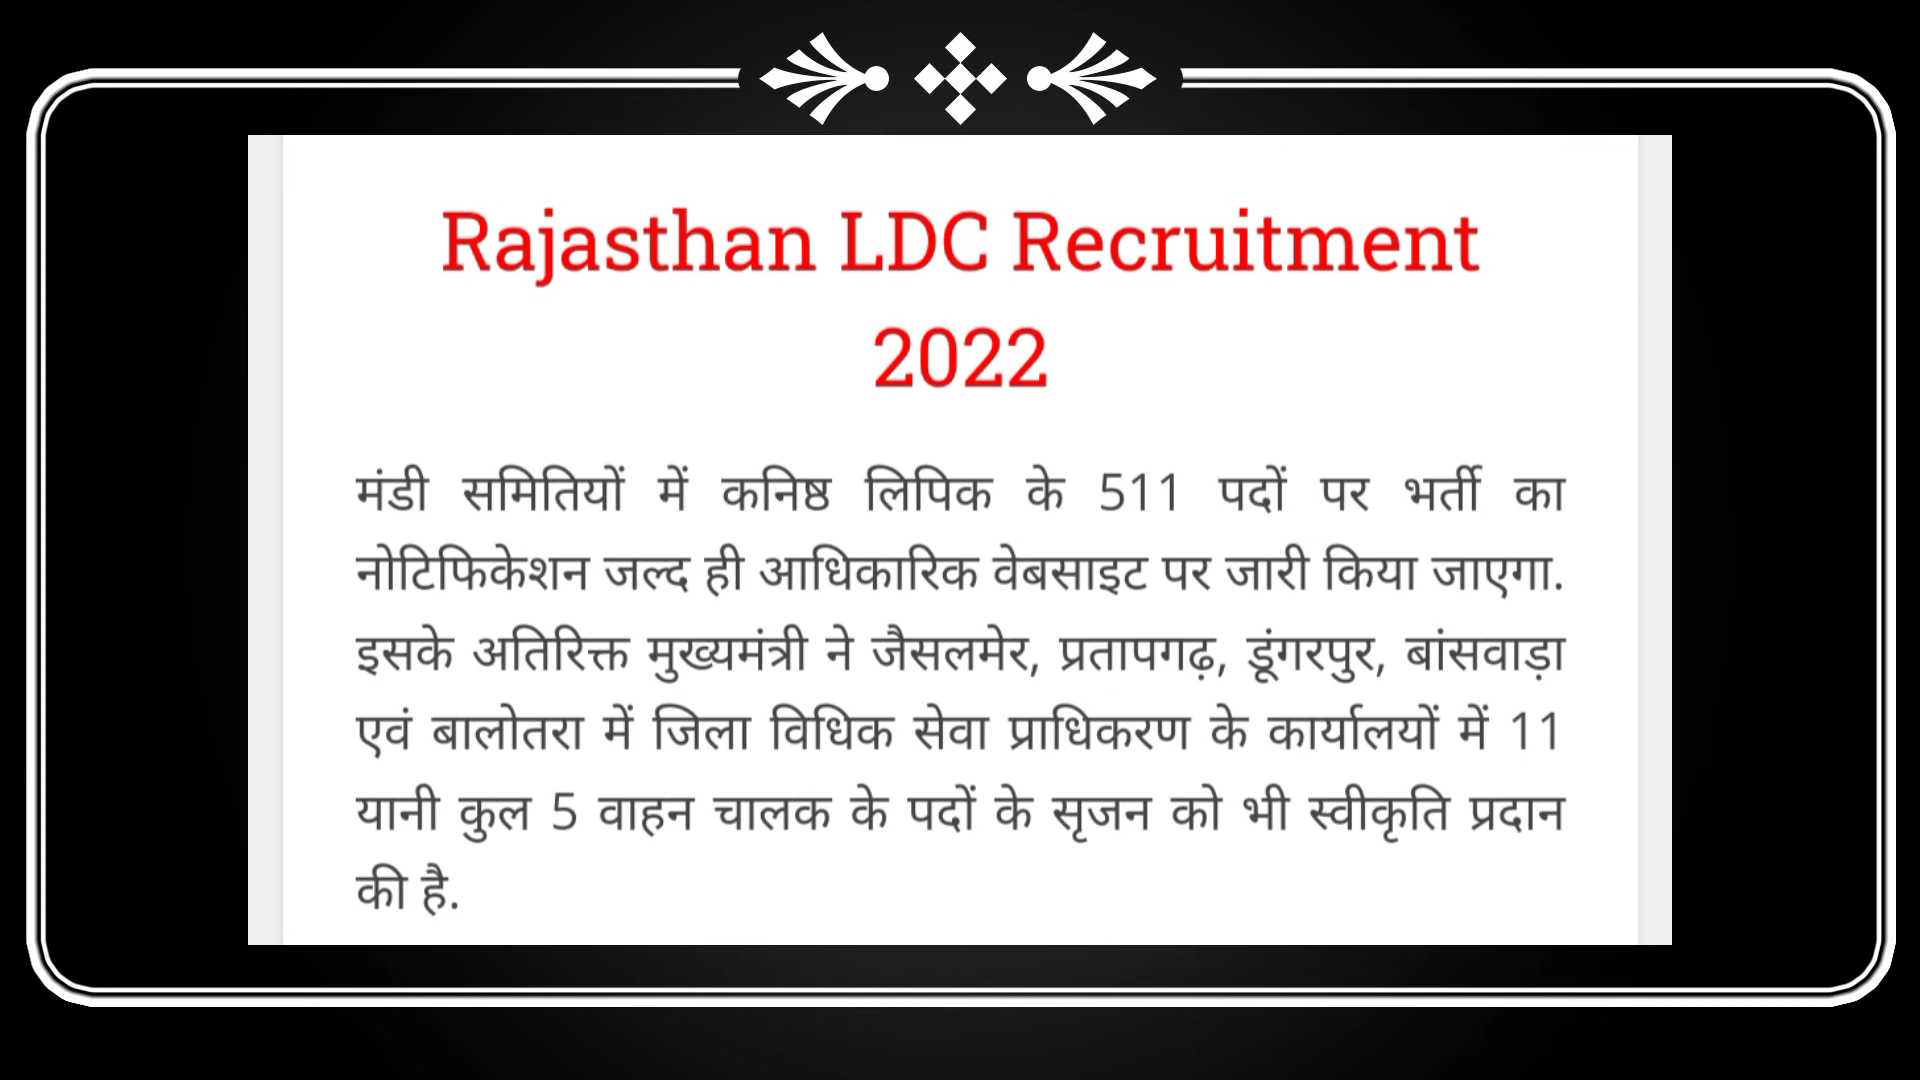 Rajasthan LDC Recruitment
2022
मंडी समितियों में कनिष्ठ लिपिक के 511 पदों पर भर्ती का
नोटिफिकेशन जल्द ही आधिकारिक वेबसाइट पर जारी किया जाएगा.
इसके अतिरिक्त मुख्यमंत्री ने जैसलमेर, प्रतापगढ़, डूंगरपुर, बांसवाड़ा
एवं बालोतरा में जिला विधिक सेवा प्राधिकरण के कार्यालयों में 11
यानी कुल 5 वाहन चालक के पदों के सृजन को भी स्वीकृति प्रदान
की है.